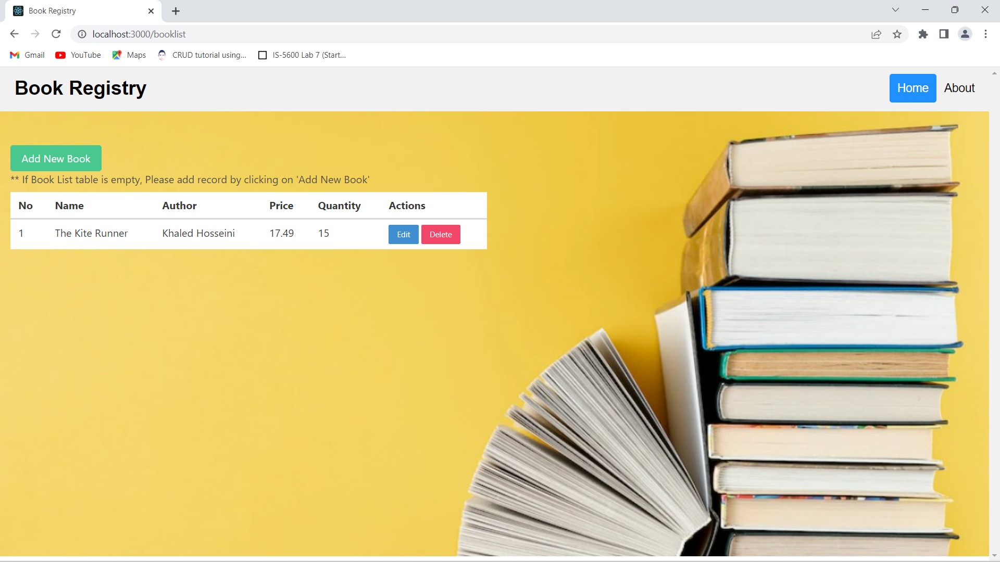 Book Registry
localhost:3000/booklist
Gmail YouTube Maps CRUD tutorial using... IS-5600 Lab 7 (Start...
Book Registry Home About
Add New Book
** If Book List table is empty, Please add record by clicking on 'Add New Book'
No Name Author Price Quantity Actions
1 The Kite Runner Khaled Hosseini 17.49 15 Edit Delete